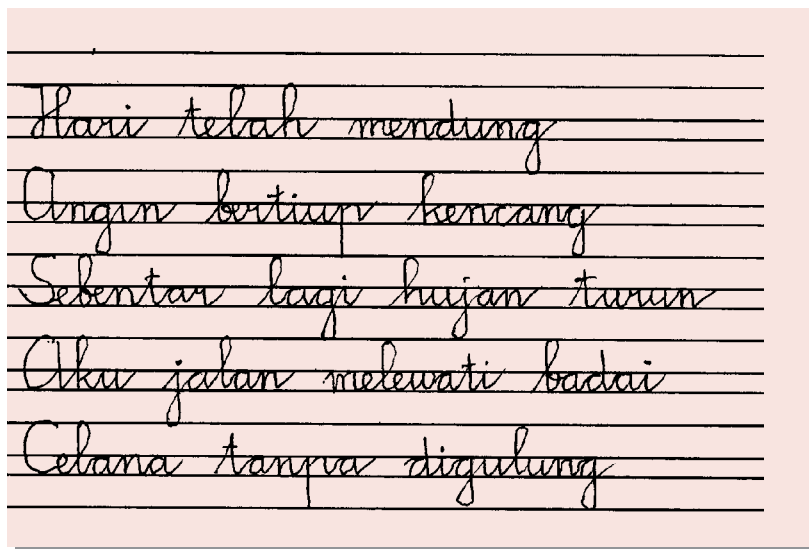 Hari telah mendung
Angin bertiup kencang
Sebentar lagi hujan turun
Aku jalan melewati badai
Celana tanpa digulung